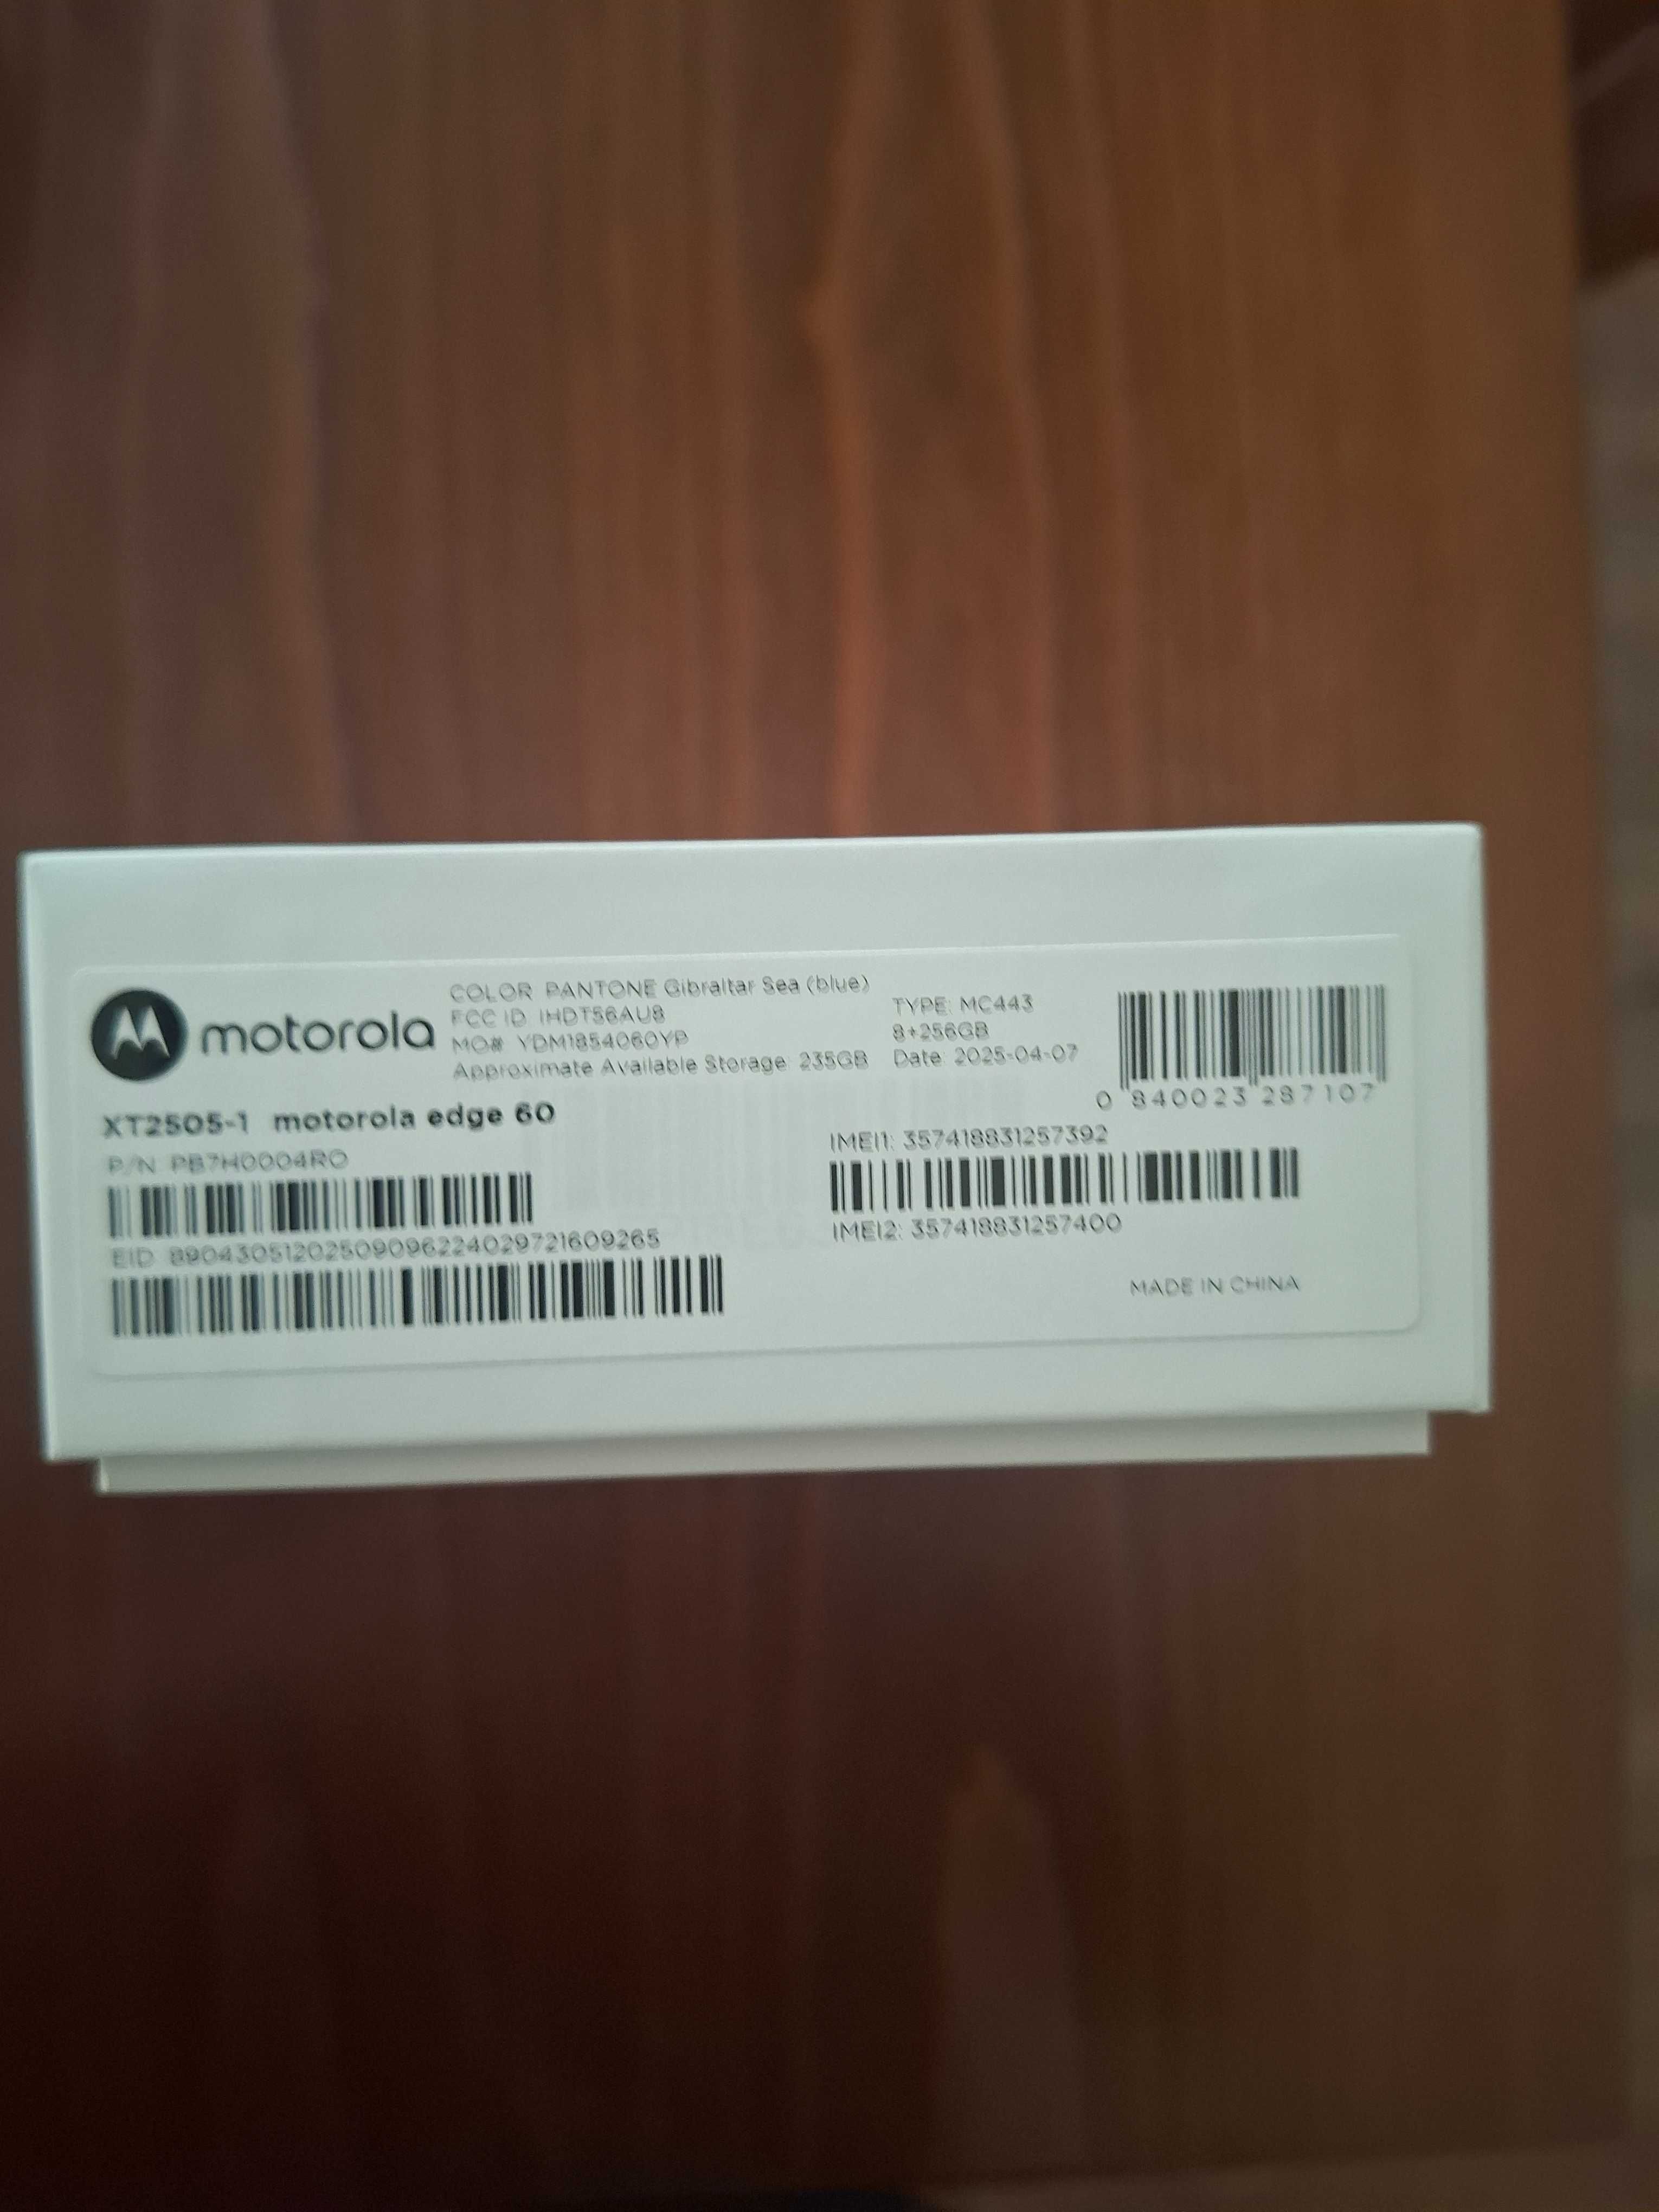 motorola
COLOR PANTONE Gibraltar Sea (blue)
FCC ID IHDT56AU8
MO# YDM1854060YP
Approximate Available Storage 235GB
TYPE: MC443
8+256GB
Date 2025-04-07
0 840023 287107
XT2505-1 motorola edge 60
P/N PB7H0004RO
EID 89043051202509096224029721609265
IMEI1: 357418831257392
IMEI2: 357418831257400
MADE IN CHINA